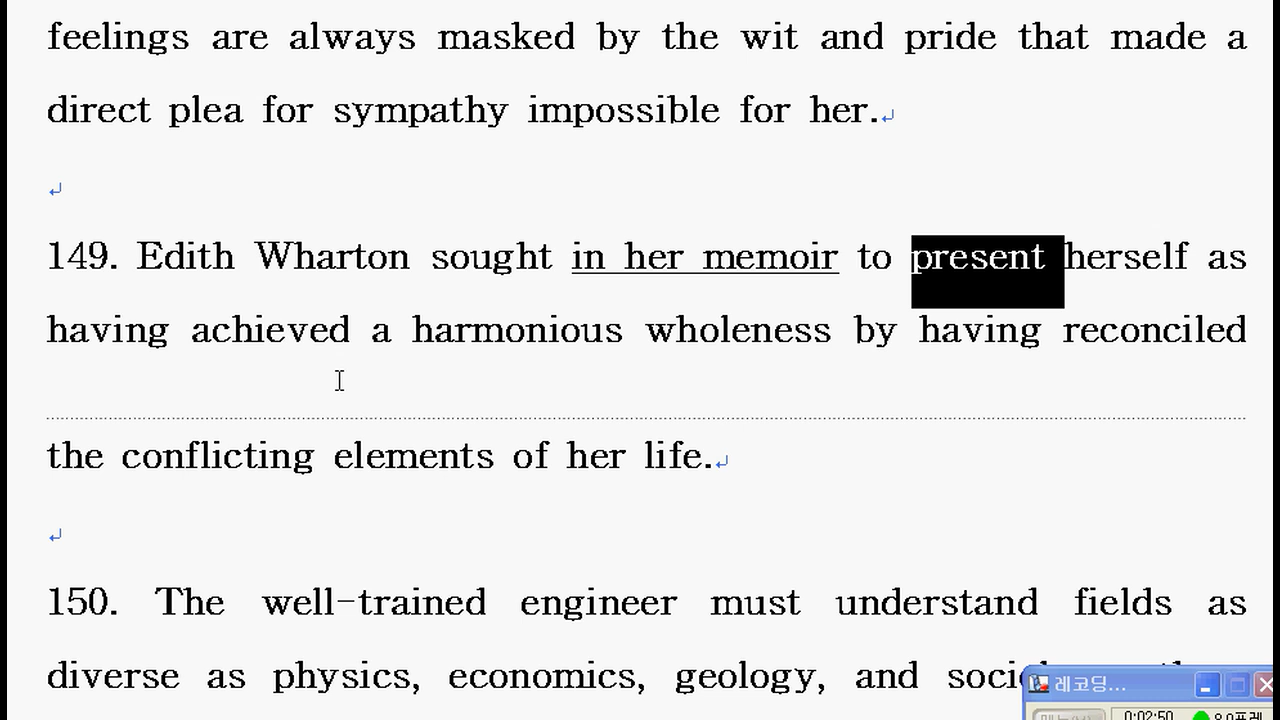 feelings are always masked by the wit and pride that made a
direct plea for sympathy impossible for her.
149. Edith Wharton sought in her memoir to present herself as
having achieved a harmonious wholeness by having reconciled
the conflicting elements of her life.
150. The well-trained engineer must understand fields as
diverse as physics, economics, geology, and
레코딩...
0:02:50